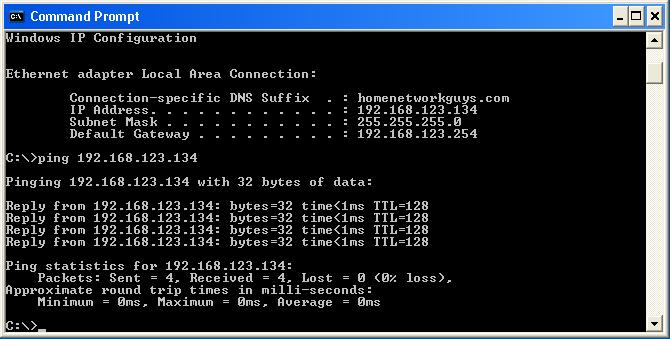 Command Prompt
Windows IP Configuration
Ethernet adapter Local Area Connection:
Connection-specific DNS Suffix  . : homenetworkguys.com
IP Address. . . . . . . . . . . . : 192.168.123.134
Subnet Mask . . . . . . . . . . . : 255.255.255.0
Default Gateway . . . . . . . . . : 192.168.123.254
C:\>ping 192.168.123.134
Pinging 192.168.123.134 with 32 bytes of data:
Reply from 192.168.123.134: bytes=32 time<1ms TTL=128
Reply from 192.168.123.134: bytes=32 time<1ms TTL=128
Reply from 192.168.123.134: bytes=32 time<1ms TTL=128
Reply from 192.168.123.134: bytes=32 time<1ms TTL=128
Ping statistics for 192.168.123.134:
Packets: Sent = 4, Received = 4, Lost = 0 (0% loss),
Approximate round trip times in milli-seconds:
Minimum = 0ms, Maximum = 0ms, Average = 0ms
C:\>_